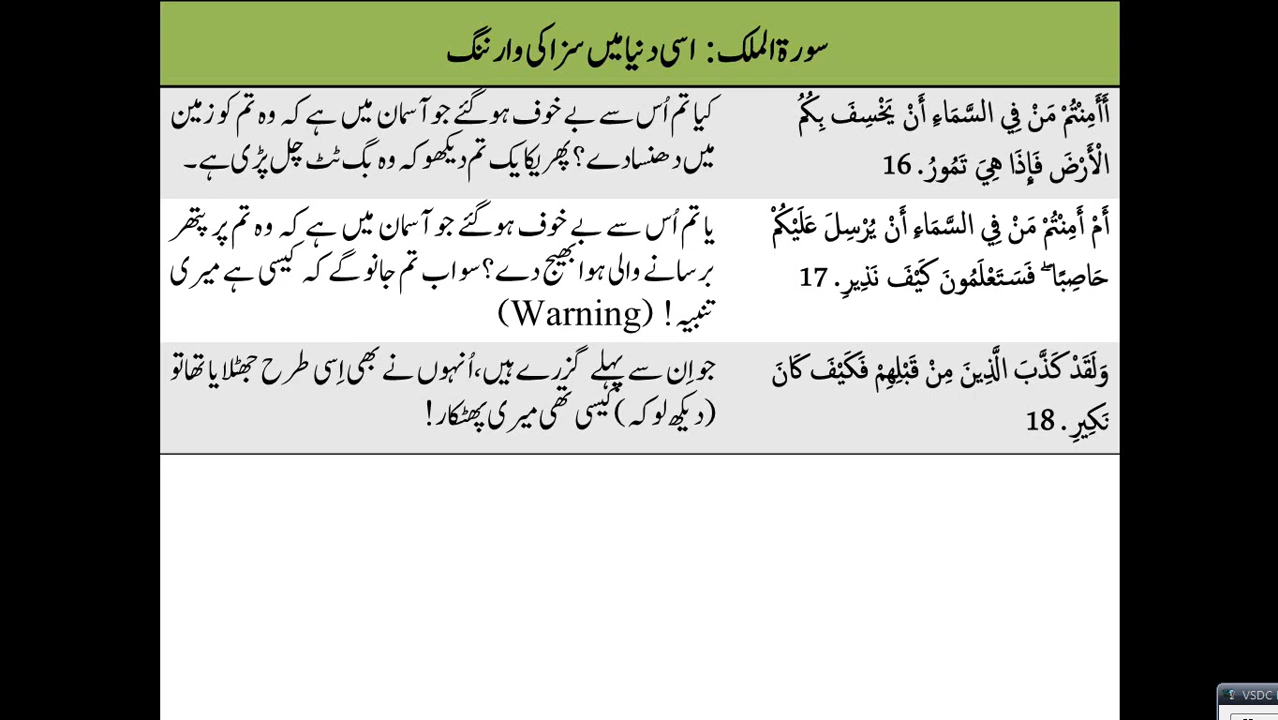 سورۃ الملک: اسی دنیا میں سزا کی وارننگ
أَأَمِنْتُمْ مَنْ فِي السَّمَاءِ أَنْ يَخْسِفَ بِكُمُ
الْأَرْضَ فَإِذَا هِيَ تَمُورُ. 16
کیا تم اُس سے بے خوف ہو گئے جو آسمان میں ہے کہ وہ تم کو زمین
میں دھنسا دے؟ پھر یکایک تم دیکھو کہ وہ بگ ٹٹ چل پڑی ہے۔
أَمْ أَمِنْتُمْ مَنْ فِي السَّمَاءِ أَنْ يُرْسِلَ عَلَيْكُمْ
حَاصِبًا ۖ فَسَتَعْلَمُونَ كَيْفَ نَذِيرِ. 17
یا تم اُس سے بے خوف ہو گئے جو آسمان میں ہے کہ وہ تم پر پتھر
برسانے والی ہوا بھیج دے؟ سو اب تم جانو گے کہ کیسی ہے میری
تنبیہ! (Warning)
وَلَقَدْ كَذَّبَ الَّذِينَ مِنْ قَبْلِهِمْ فَكَيْفَ كَانَ
نَكِيرِ. 18
جو اِن سے پہلے گزرے ہیں، اُنہوں نے بھی اِسی طرح جھٹلایا تھا تو
(دیکھ لو کہ) کیسی تھی میری پھٹکار!
VSDC